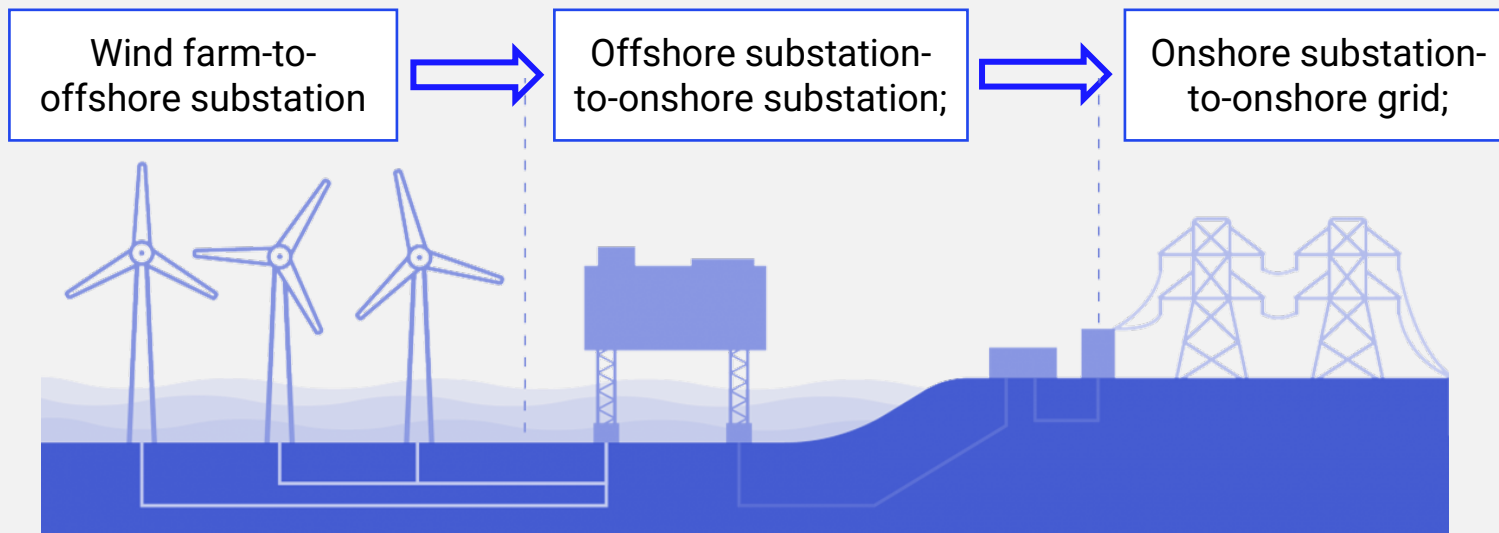 Wind farm-to-
offshore substation
Offshore substation-
to-onshore substation;
Onshore substation-
to-onshore grid;